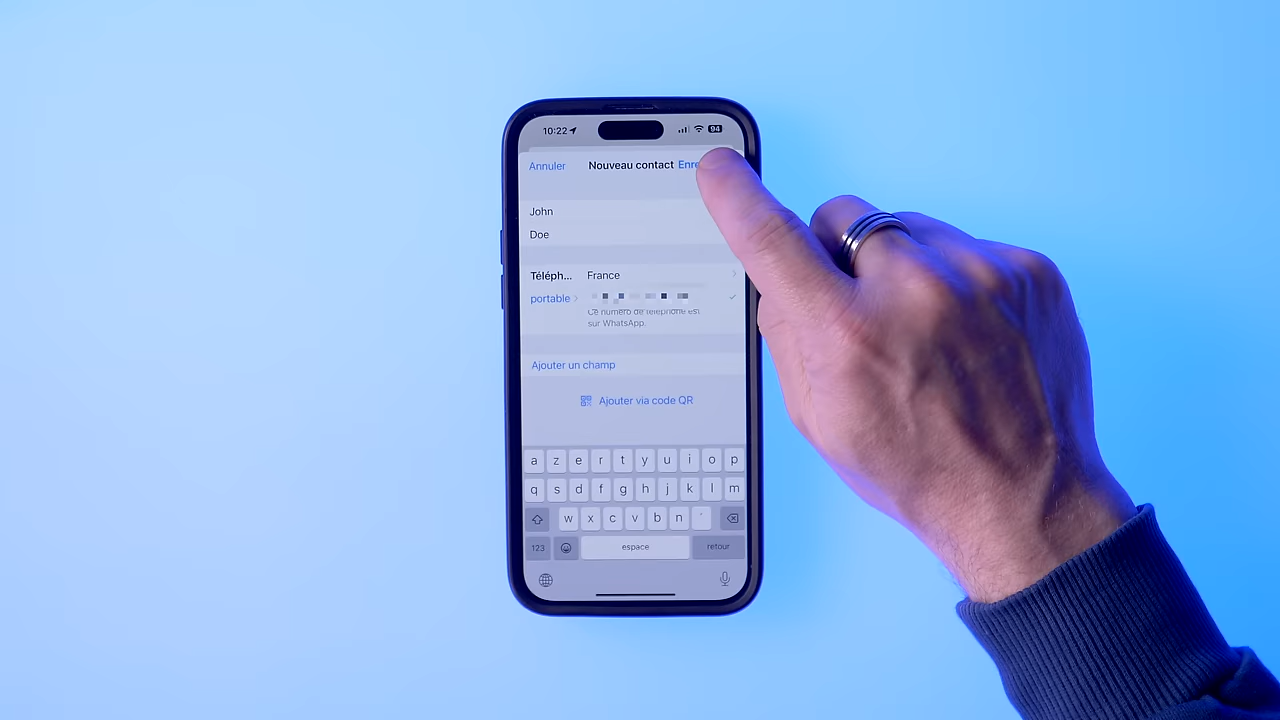 10:22
94
Annuler Nouveau contact
John
Doe
Téléph... France
portable
Ce numéro de téléphone est
sur WhatsApp.
Ajouter un champ
Ajouter via code QR
a z e r t y u i o p
q s d f g h j k l m
w x c v b n ´
123 espace retour